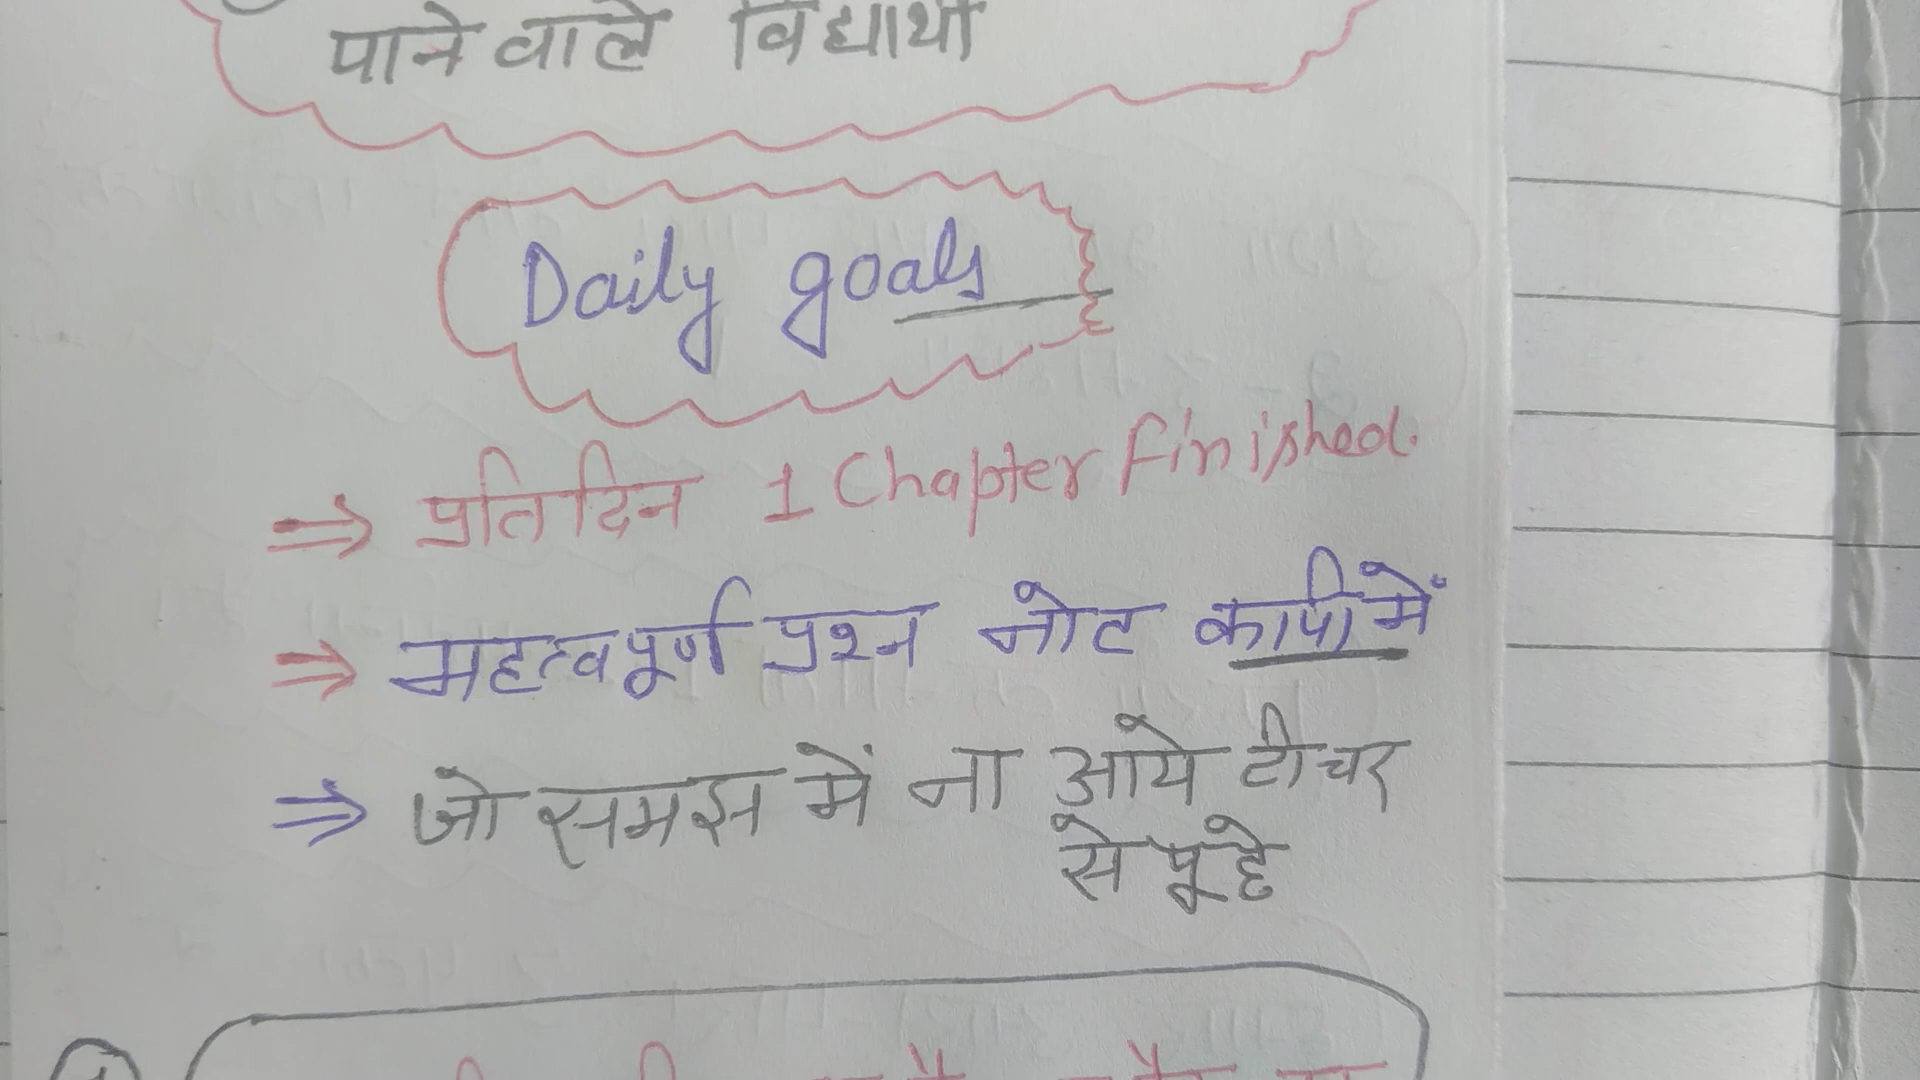 पाने वाले विद्यार्थी
Daily goals
⇒ प्रतिदिन 1 Chapter finished.
⇒ महत्वपूर्ण प्रश्न नोट कापी में
⇒ जो समझ में ना आये टीचर
से पूछे